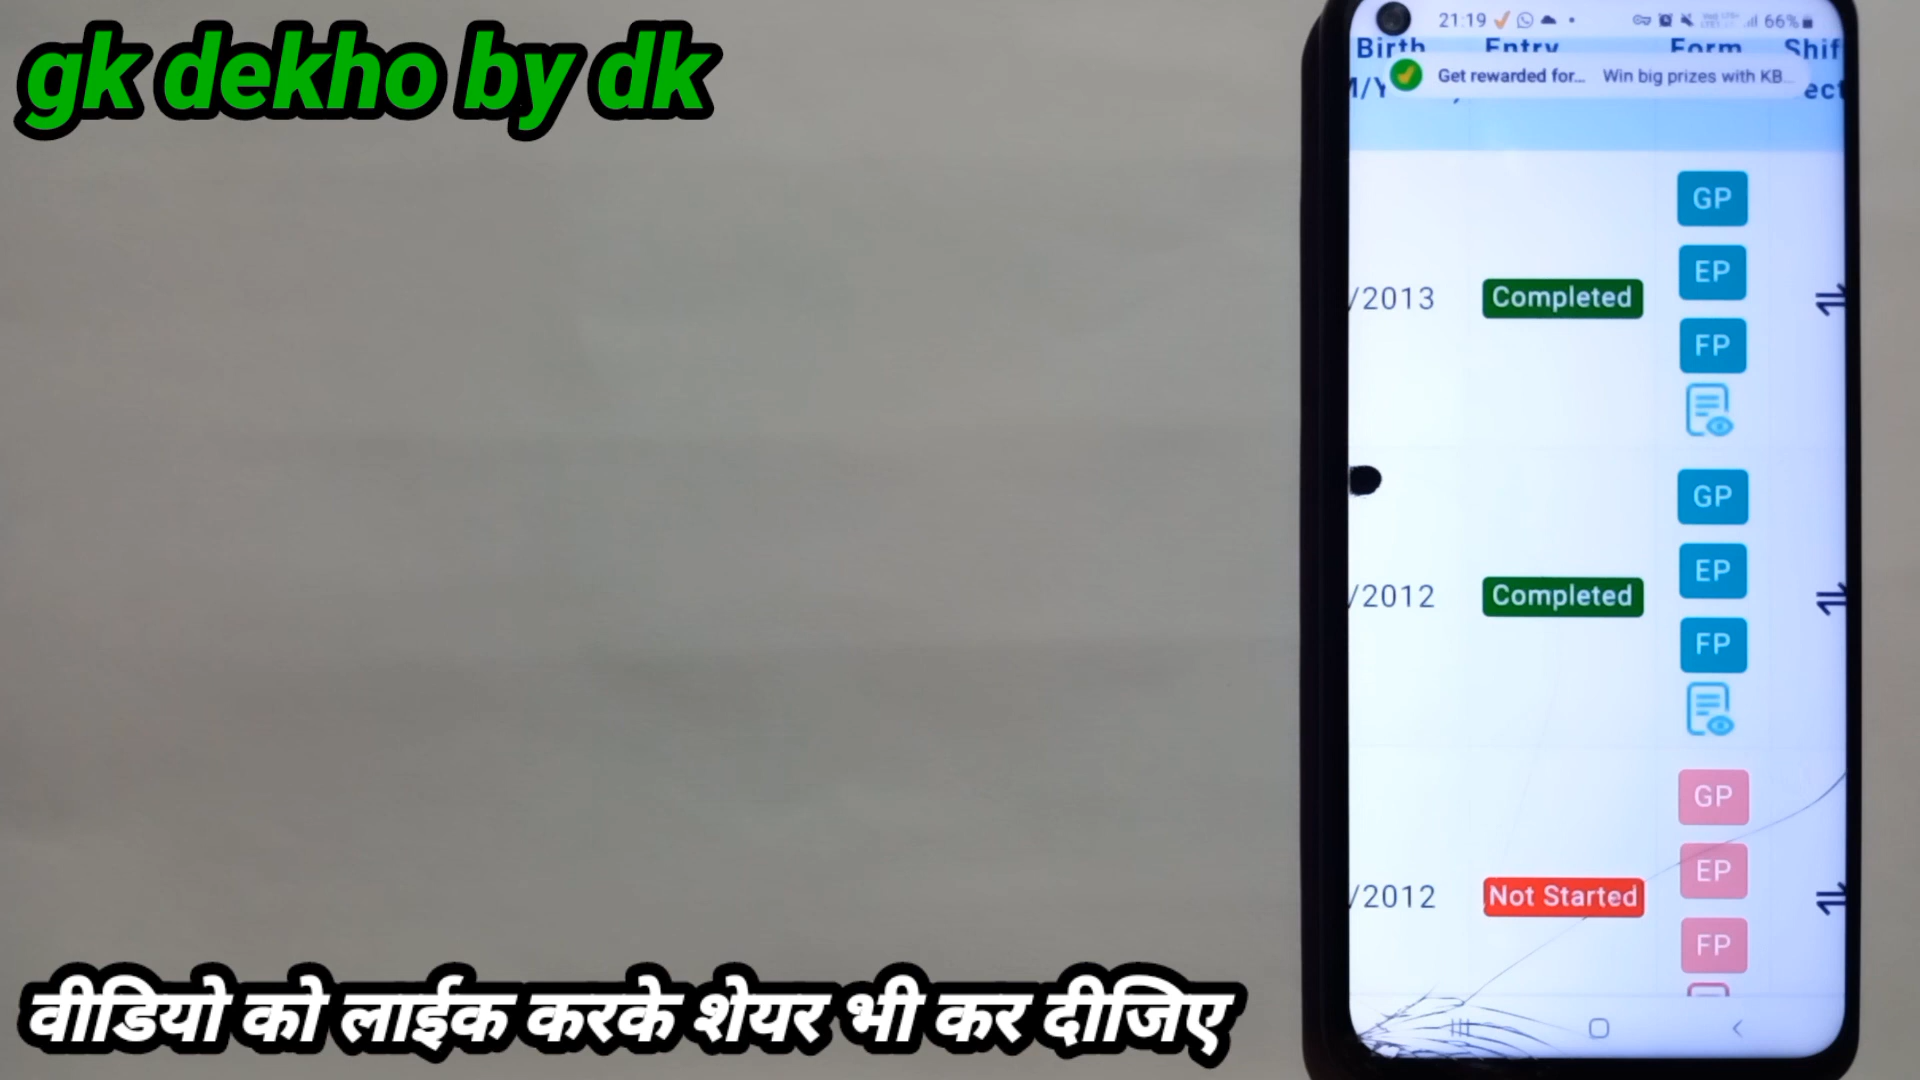 gk dekho by dk
21:19 66%
Birth Entry Form Shif
Get rewarded for... Win big prizes with KB...
ect
GP
EP
/2013 Completed
FP
GP
EP
/2012 Completed
FP
GP
EP
/2012 Not Started
FP
वीडियो को लाईक करके शेयर भी कर दीजिए